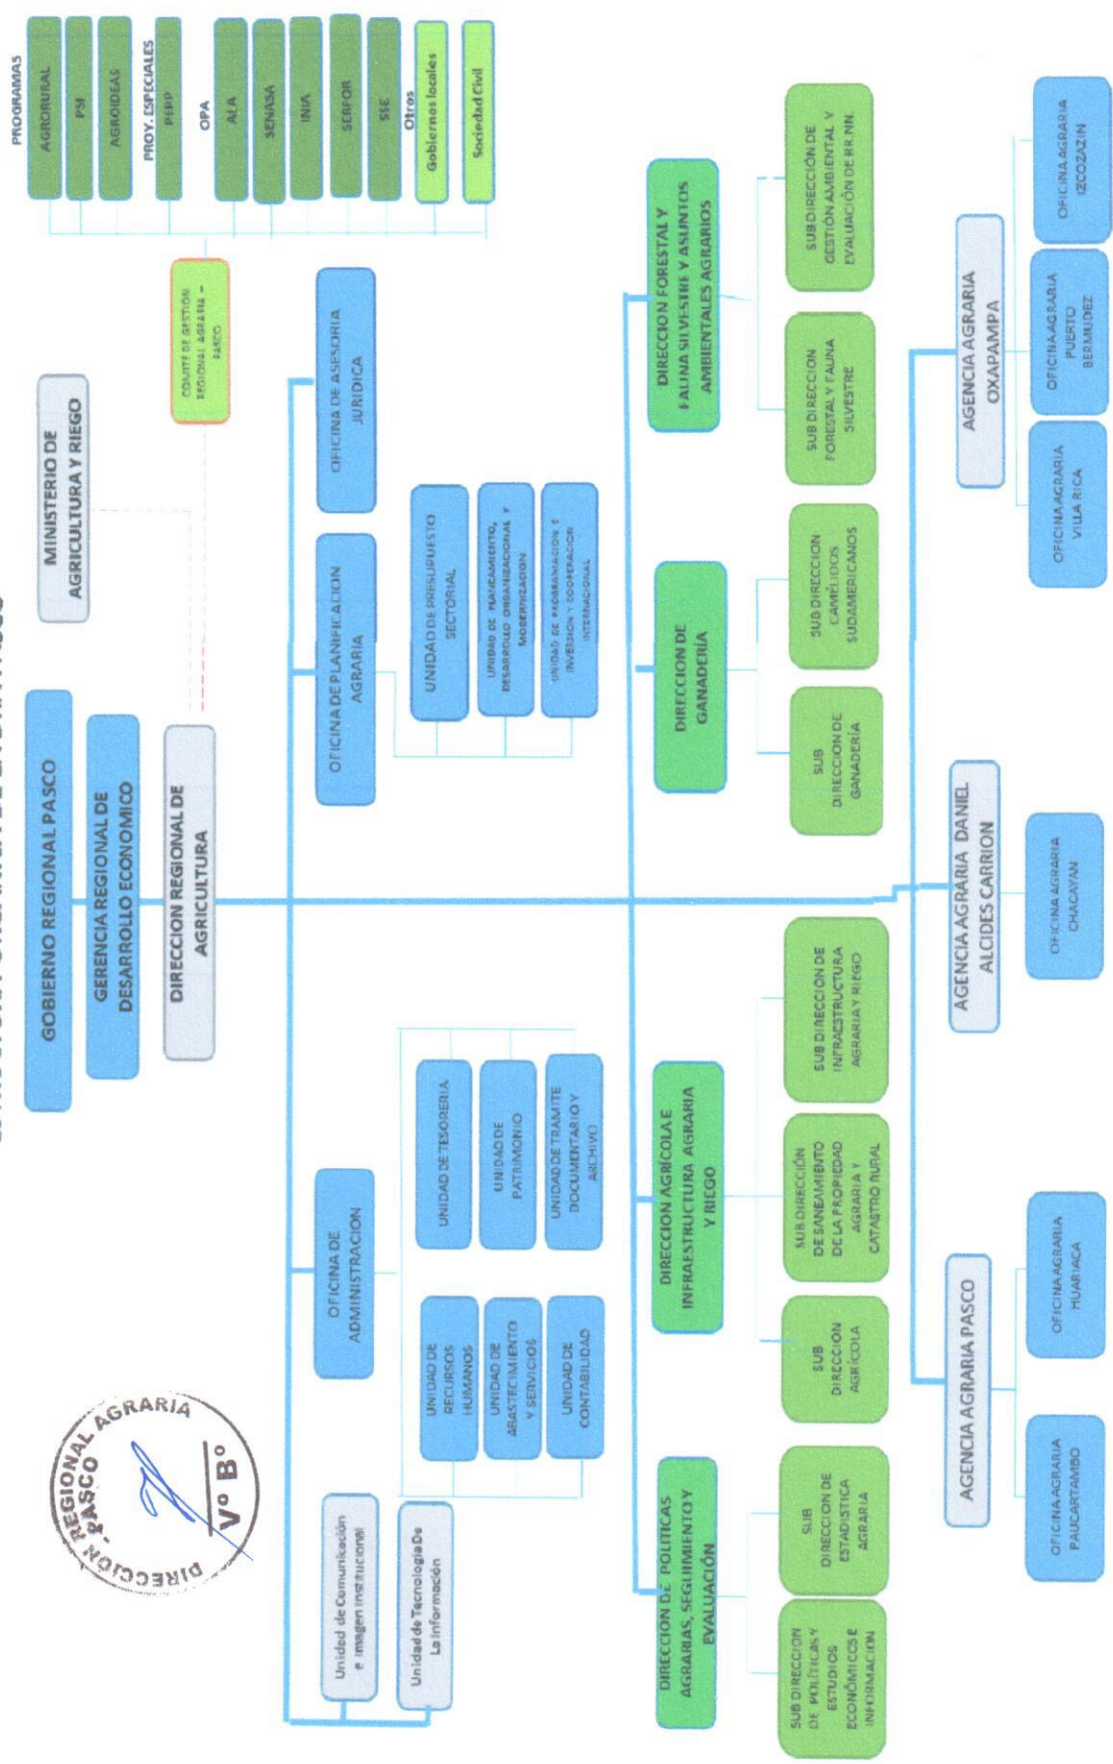 GOBIERNO REGIONAL PASCO
GERENCIA REGIONAL DE
DESARROLLO ECONOMICO
DIRECCION REGIONAL DE
AGRICULTURA
MINISTERIO DE
AGRICULTURA Y RIEGO
COMITÉ DE GESTION
REGIONAL AGRARIA –
PASCO
PROGRAMAS
AGRORURAL
PSI
AGROIDEAS
PROY. ESPECIALES
PEPP
OPA
ALA
SENASA
INIA
SERFOR
SSE
Otros
Gobiernos locales
Sociedad Civil
DIRECCIÓN REGIONAL AGRARIA
- PASCO -
Vº Bº
Unidad de Comunicación
e Imagen Institucional
Unidad de Tecnologia De
La Información
OFICINA DE
ADMINISTRACION
UNIDAD DE
RECURSOS
HUMANOS
UNIDAD DE
ABASTECIMIENTO
Y SERVICIOS
UNIDAD DE
CONTABILIDAD
UNIDAD DE TESORERIA
UNIDAD DE
PATRIMONIO
UNIDAD DE TRAMITE
DOCUMENTARIO Y
ARCHIVO
OFICINA DE PLANIFICACION
AGRARIA
UNIDAD DE PRESUPUESTO
SECTORIAL
UNIDAD DE PLANEAMIENTO,
DESARROLLO ORGANIZACIONAL Y
MODERNIZACION
UNIDAD DE PROGRAMACION E
INVERSION Y COOPERACION
INTERNACIONAL
OFICINA DE ASESORIA
JURIDICA
DIRECCIÓN DE POLITICAS
AGRARIAS, SEGUIMIENTO Y
EVALUACIÓN
SUB DIRECCION
DE POLÍTICAS Y
ESTUDIOS
ECONÓMICOS E
INFORMACION
SUB
DIRECCION DE
ESTADISTICA
AGRARIA
DIRECCION AGRÍCOLA E
INFRAESTRUCTURA AGRARIA
Y RIEGO
SUB
DIRECCION
AGRÍCOLA
SUB DIRECCIÓN
DE SANEAMIENTO
DE LA PROPIEDAD
AGRARIA Y
CATASTRO RURAL
SUB DIRECCION DE
INFRAESTRUCTURA
AGRARIA Y RIEGO
DIRECCION DE
GANADERÍA
SUB
DIRECCION DE
GANADERÍA
SUB DIRECCION
CAMÉLIDOS
SUDAMERICANOS
DIRECCION FORESTAL Y
FAUNA SILVESTRE Y ASUNTOS
AMBIENTALES AGRARIOS
SUB DIRECCION
FORESTAL Y FAUNA
SILVESTRE
SUB DIRECCIÓN DE
GESTIÓN AMBIENTAL Y
EVALUACIÓN DE RR NN
AGENCIA AGRARIA PASCO
OFICINA AGRARIA
PAUCARTAMBO
OFICINA AGRARIA
HUARIACA
AGENCIA AGRARIA DANIEL
ALCIDES CARRION
OFICINA AGRARIA
CHACAYAN
AGENCIA AGRARIA
OXAPAMPA
OFICINA AGRARIA
VILLA RICA
OFICINA AGRARIA
PUERTO
BERMUDEZ
OFICINA AGRARIA
IZCOZAZIN